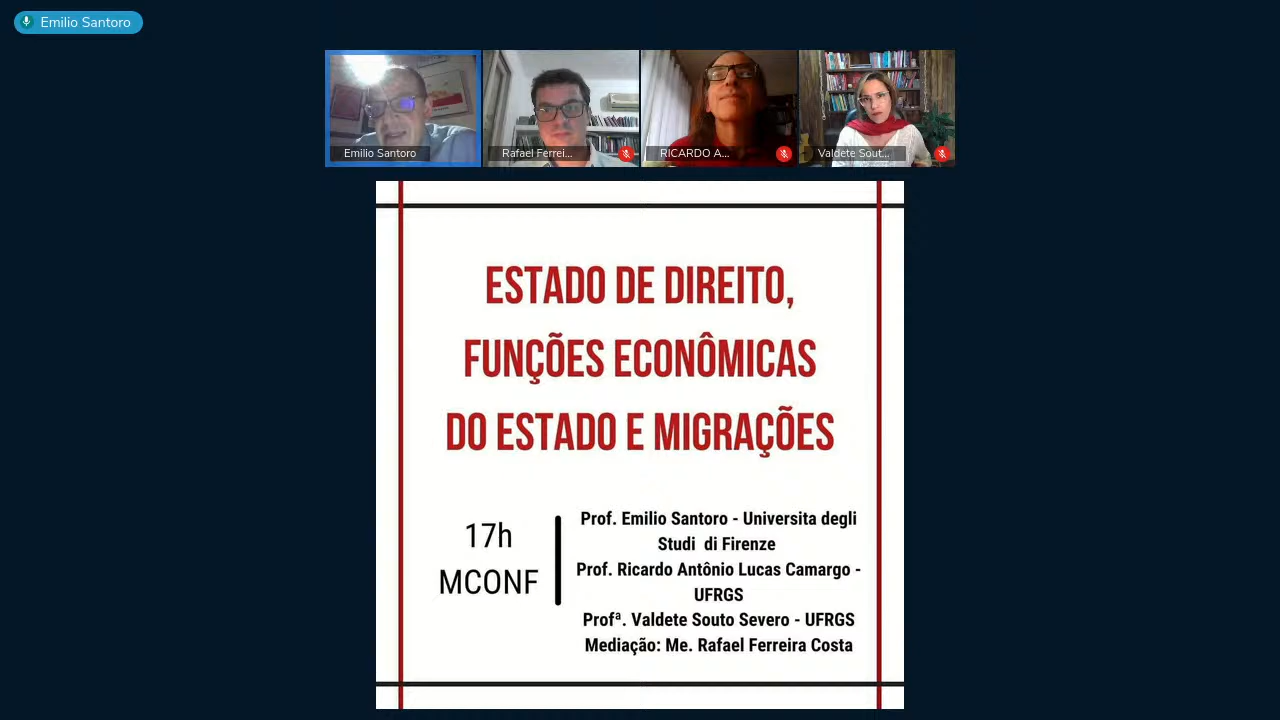 Emilio Santoro
Emilio Santoro
Rafael Ferrei...
RICARDO A...
Valdete Sout...
ESTADO DE DIREITO,
FUNÇÕES ECONÔMICAS
DO ESTADO E MIGRAÇÕES
17h
MCONF
Prof. Emilio Santoro - Universita degli
Studi di Firenze
Prof. Ricardo Antônio Lucas Camargo -
UFRGS
Profª. Valdete Souto Severo - UFRGS
Mediação: Me. Rafael Ferreira Costa